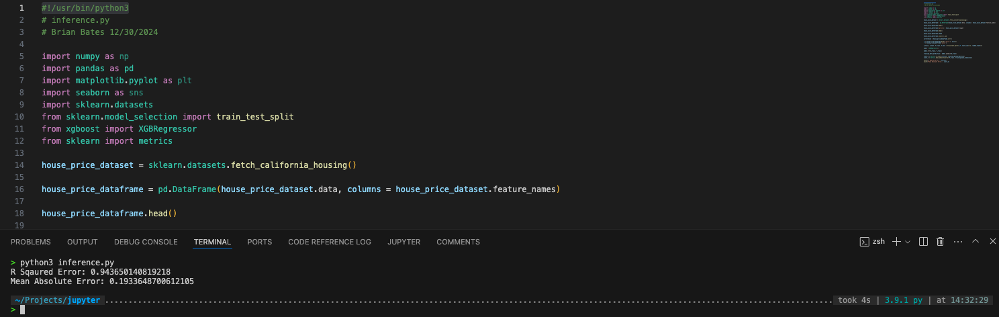 1 #!/usr/bin/python3
2 # inference.py
3 # Brian Bates 12/30/2024
4
5 import numpy as np
6 import pandas as pd
7 import matplotlib.pyplot as plt
8 import seaborn as sns
9 import sklearn.datasets
10 from sklearn.model_selection import train_test_split
11 from xgboost import XGBRegressor
12 from sklearn import metrics
13
14 house_price_dataset = sklearn.datasets.fetch_california_housing()
15
16 house_price_dataframe = pd.DataFrame(house_price_dataset.data, columns = house_price_dataset.feature_names)
17
18 house_price_dataframe.head()
19
PROBLEMS OUTPUT DEBUG CONSOLE TERMINAL PORTS CODE REFERENCE LOG JUPYTER COMMENTS zsh
> python3 inference.py
R Sqaured Error: 0.943650140819218
Mean Absolute Error: 0.1933648700612105
~/Projects/jupyter took 4s | 3.9.1 py | at 14:32:29
>